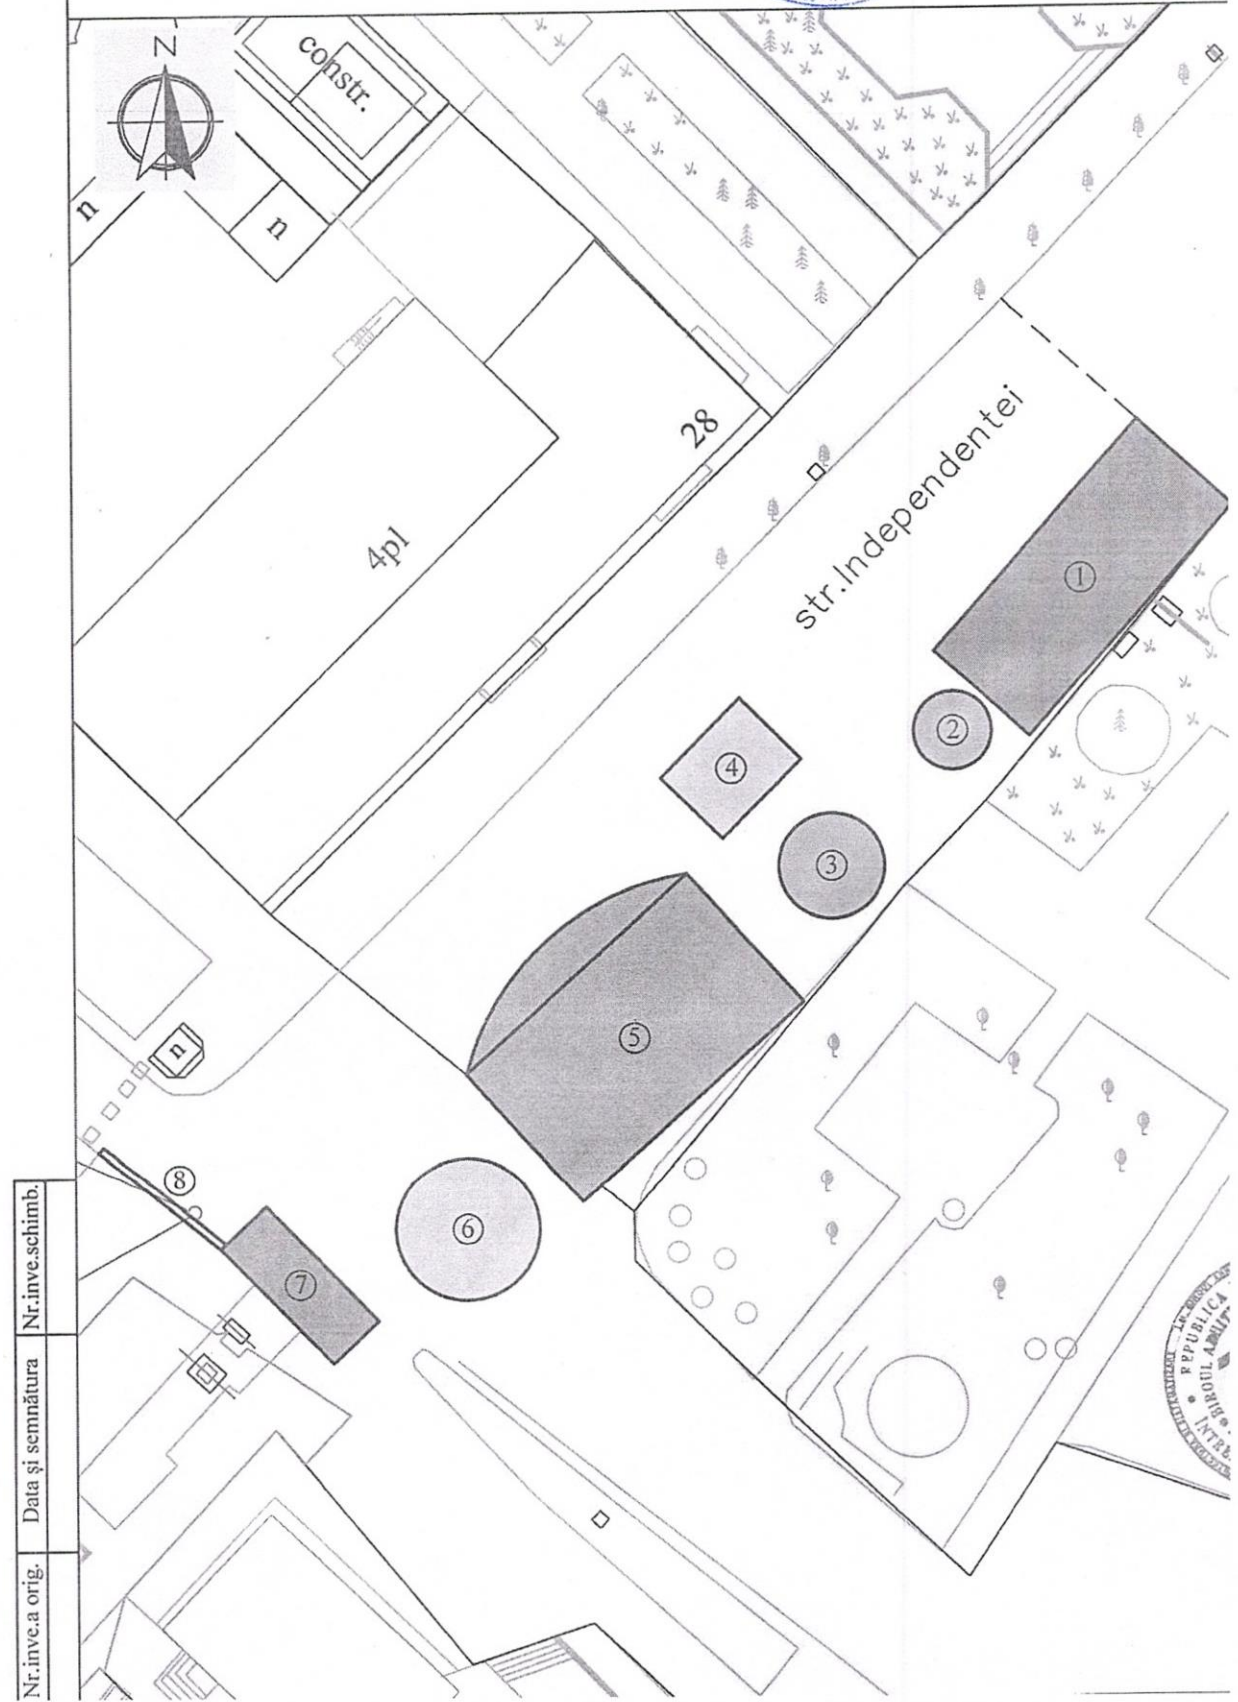 N
constr.
n
n
28
4pl
str.Independentei
1
2
4
3
5
n
8
6
7
Nr.inve.schimb.
Data și semnătura
Nr.inve.a orig.
REPUBLICA
BIROUL